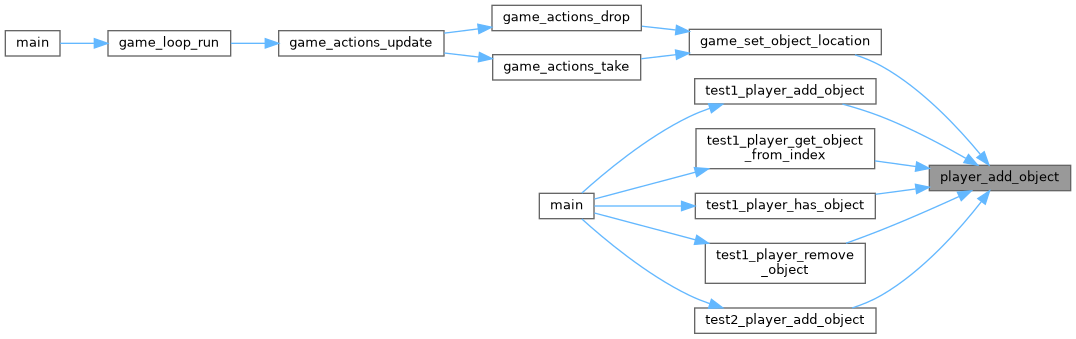 main
game_loop_run
game_actions_update
game_actions_drop
game_actions_take
game_set_object_location
test1_player_add_object
test1_player_get_object
_from_index
main
test1_player_has_object
test1_player_remove
_object
test2_player_add_object
player_add_object